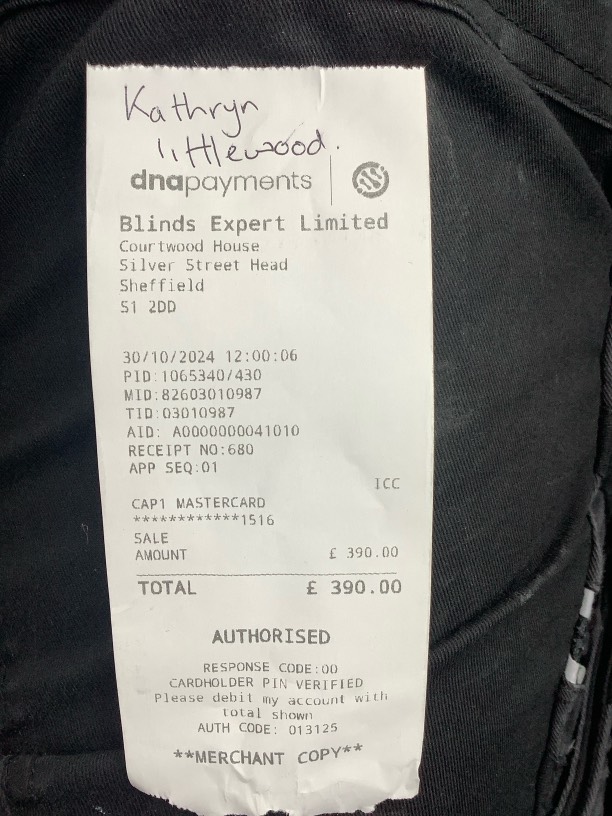 Kathryn
littlewood.
dnapayments
Blinds Expert Limited
Courtwood House
Silver Street Head
Sheffield
S1 2DD
30/10/2024 12:00:06
PID:1065340/430
MID:82603010987
TID:03010987
AID: A0000000041010
RECEIPT NO:680
APP SEQ:01
ICC
CAP1 MASTERCARD
************1516
SALE
AMOUNT £ 390.00
TOTAL £ 390.00
AUTHORISED
RESPONSE CODE:00
CARDHOLDER PIN VERIFIED
Please debit my account with
total shown
AUTH CODE: 013125
**MERCHANT COPY**